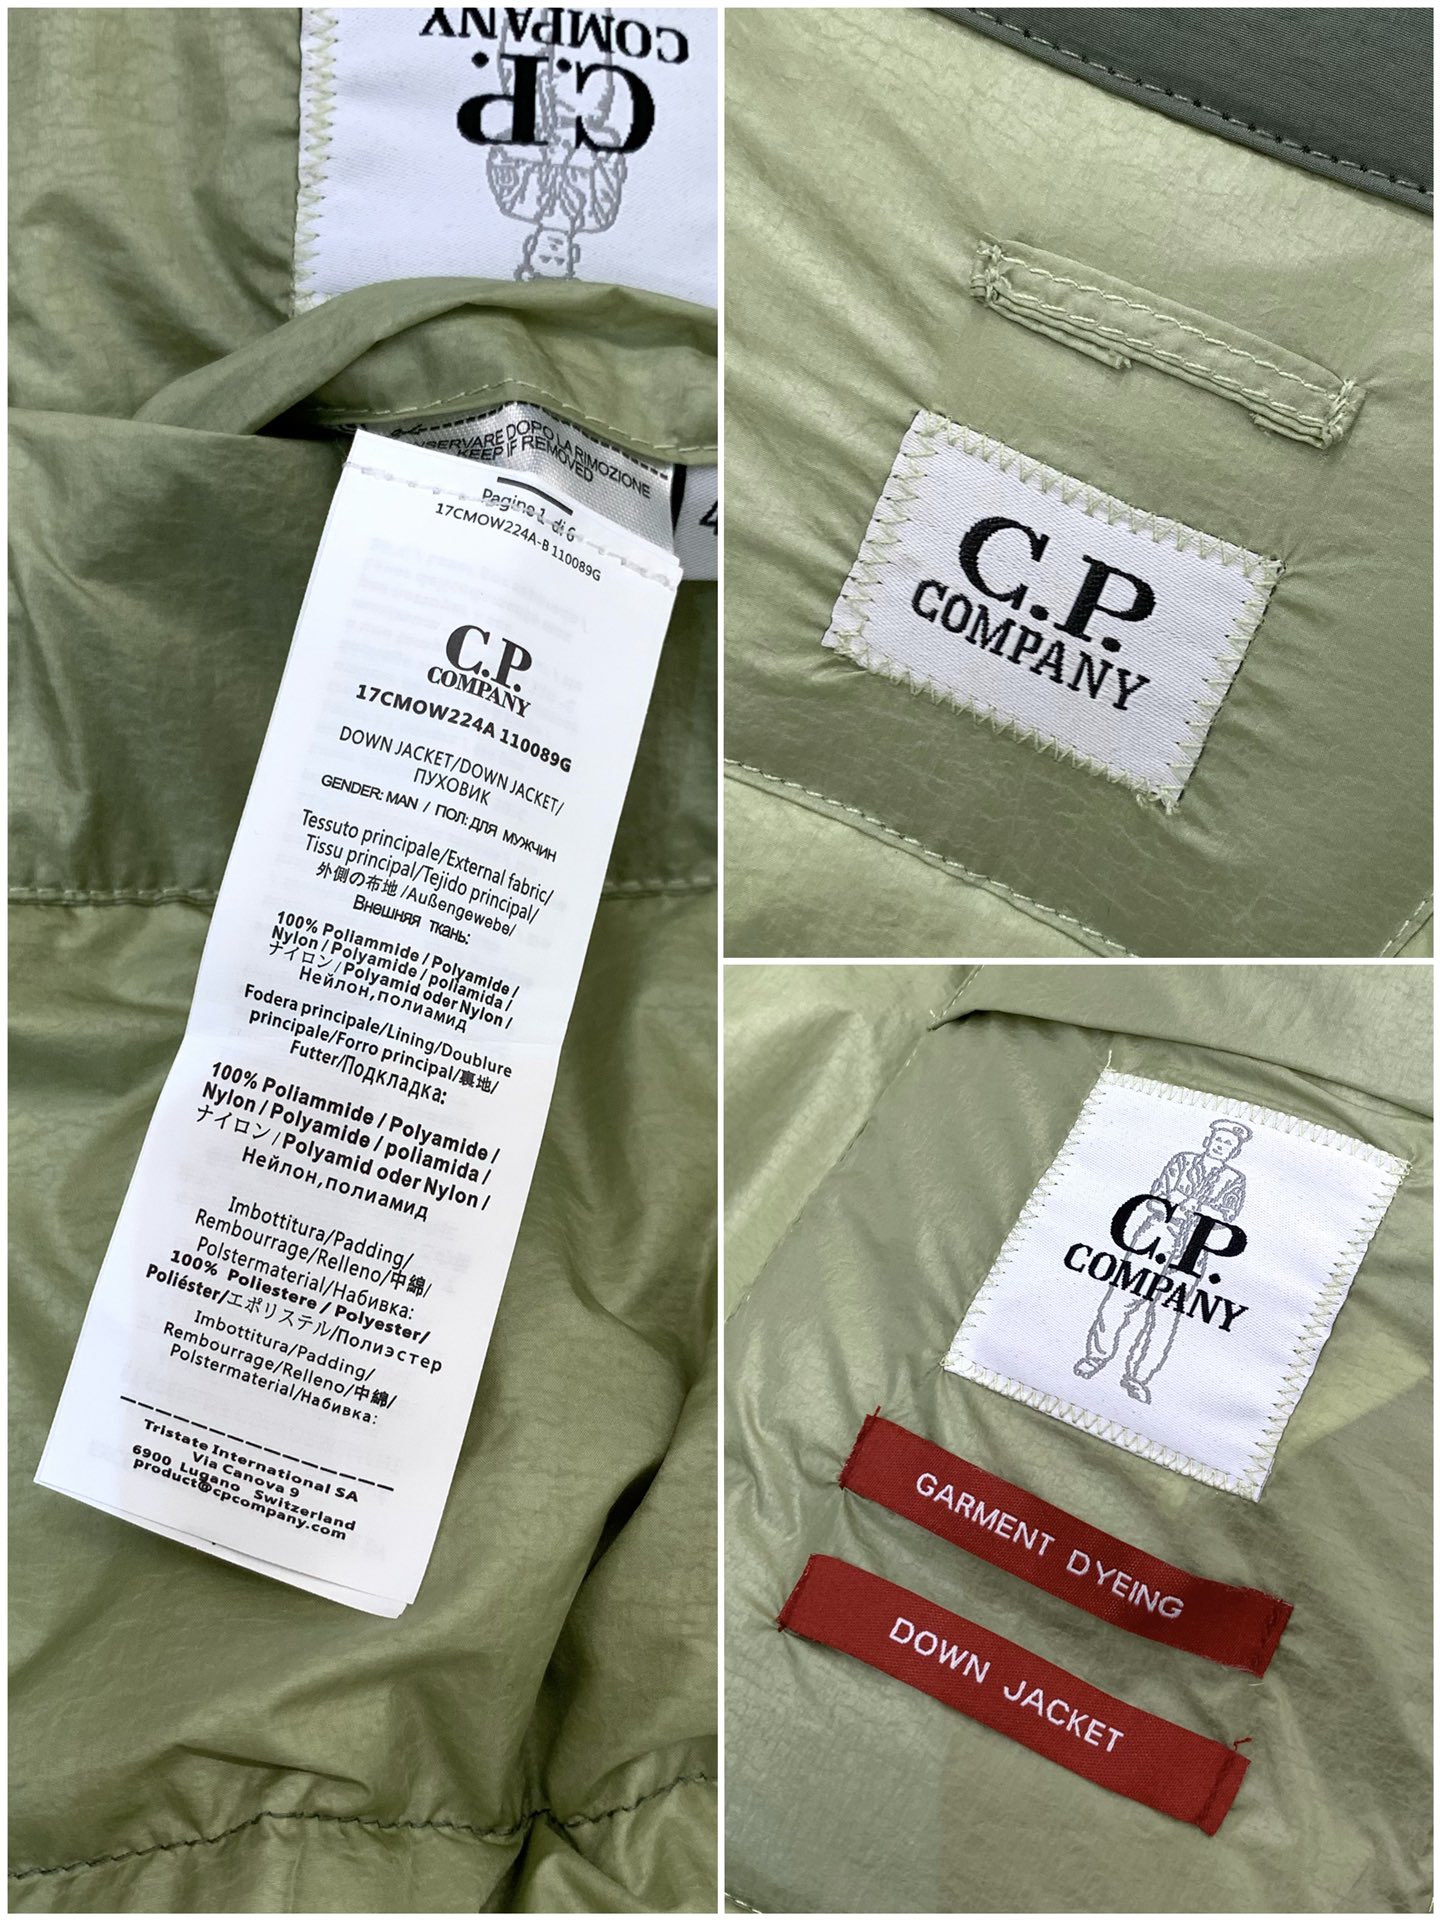 C.P.
COMPANY
CONSERVARE DOPO LA RIMOZIONE
KEEP IF REMOVED
Pagina 1 di 6
17CMOW224A-B 110089G
C.P.
COMPANY
17CMOW224A 110089G
DOWN JACKET/DOWN JACKET/
ПУХОВИК
GENDER: MAN / ПОЛ: ДЛЯ МУЖЧИН
Tessuto principale/External fabric/
Tissu principal/Tejido principal/
外側の布地 /Außengewebe/
Внешняя ткань:
100% Poliammide / Polyamide /
Nylon / Polyamide / poliamida /
ナイロン / Polyamid oder Nylon /
Нейлон,полиамид
Fodera principale/Lining/Doublure
principale/Forro principal/裏地/
Futter/Подкладка:
100% Poliammide / Polyamide /
Nylon / Polyamide / poliamida /
ナイロン / Polyamid oder Nylon /
Нейлон,полиамид
Imbottitura/Padding/
Rembourrage/Relleno/中綿/
Polstermaterial/Набивка:
100% Poliestere / Polyester/
Poliéster/エポリステル/Полиэстер
Imbottitura/Padding/
Rembourrage/Relleno/中綿/
Polstermaterial/Набивка:
Tristate International SA
Via Canova 9
6900 Lugano Switzerland
product@cpcompany.com
4
C.P.
COMPANY
C.P.
COMPANY
GARMENT DYEING
DOWN JACKET